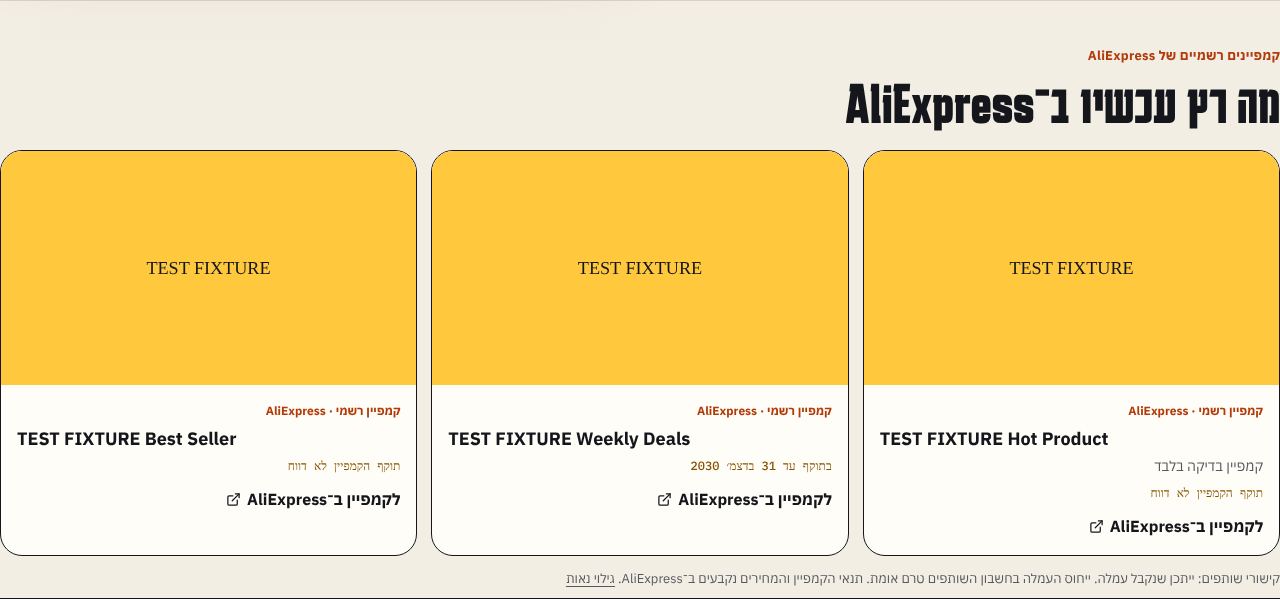 קמפיינים רשמיים של AliExpress
מה רץ עכשיו ב־AliExpress
TEST FIXTURE
קמפיין רשמי · AliExpress
TEST FIXTURE Hot Product
קמפיין בדיקה בלבד
תוקף הקמפיין לא דווח
לקמפיין ב־AliExpress
TEST FIXTURE
קמפיין רשמי · AliExpress
TEST FIXTURE Weekly Deals
בתוקף עד 31 בדצמ׳ 2030
לקמפיין ב־AliExpress
TEST FIXTURE
קמפיין רשמי · AliExpress
TEST FIXTURE Best Seller
תוקף הקמפיין לא דווח
לקמפיין ב־AliExpress
קישורי שותפים: ייתכן שנקבל עמלה. ייחוס העמלה בחשבון השותפים טרם אומת. תנאי הקמפיין והמחירים נקבעים ב־AliExpress. גילוי נאות